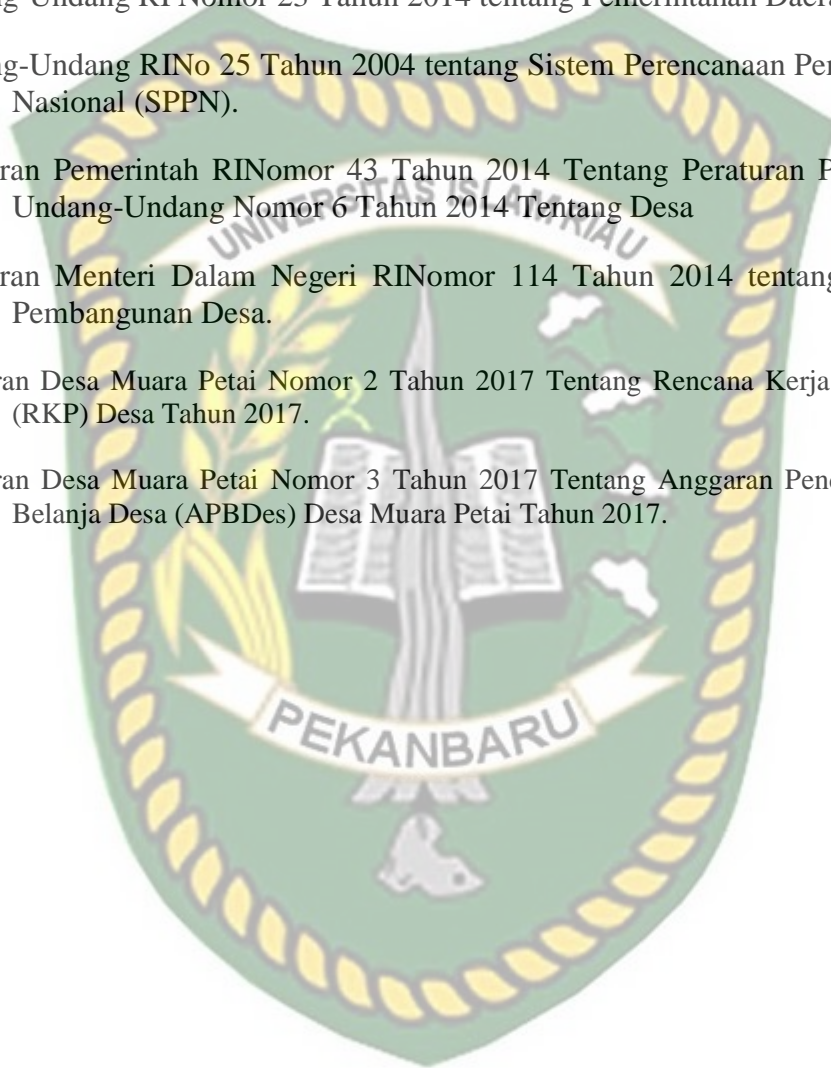 ng-Undang RI Nomor 23 Tahun 2014 tentang Pemerintahan Daera
ng-Undang RINo 25 Tahun 2004 tentang Sistem Perencanaan Pe
Nasional (SPPN).
ran Pemerintah RINomor 43 Tahun 2014 Tentang Peraturan P
Undang-Undang Nomor 6 Tahun 2014 Tentang Desa
UNIVERSITAS ISLAM RIAU
ran Menteri Dalam Negeri RINomor 114 Tahun 2014 tentang
Pembangunan Desa.
ran Desa Muara Petai Nomor 2 Tahun 2017 Tentang Rencana Kerja
(RKP) Desa Tahun 2017.
ran Desa Muara Petai Nomor 3 Tahun 2017 Tentang Anggaran Pen
Belanja Desa (APBDes) Desa Muara Petai Tahun 2017.
PEKANBARU